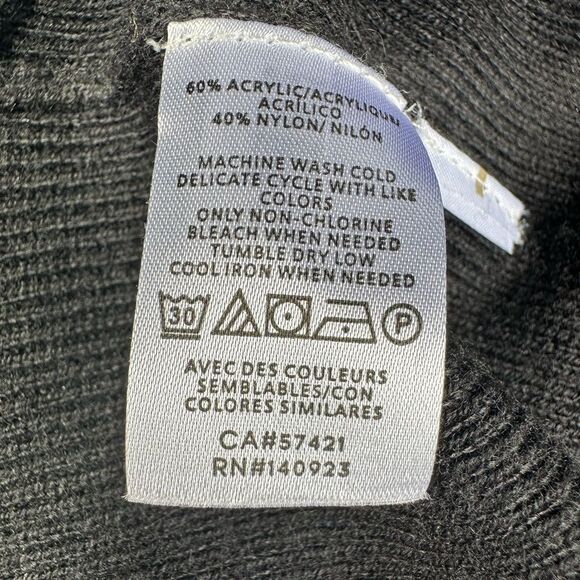 60% ACRYLIC/ACRYLIQUE/
ACRÍLICO
40% NYLON/ NILÓN
MACHINE WASH COLD
DELICATE CYCLE WITH LIKE
COLORS
ONLY NON-CHLORINE
BLEACH WHEN NEEDED
TUMBLE DRY LOW
COOL IRON WHEN NEEDED
30 P
AVEC DES COULEURS
SEMBLABLES/CON
COLORES SIMILARES
CA#57421
RN#140923